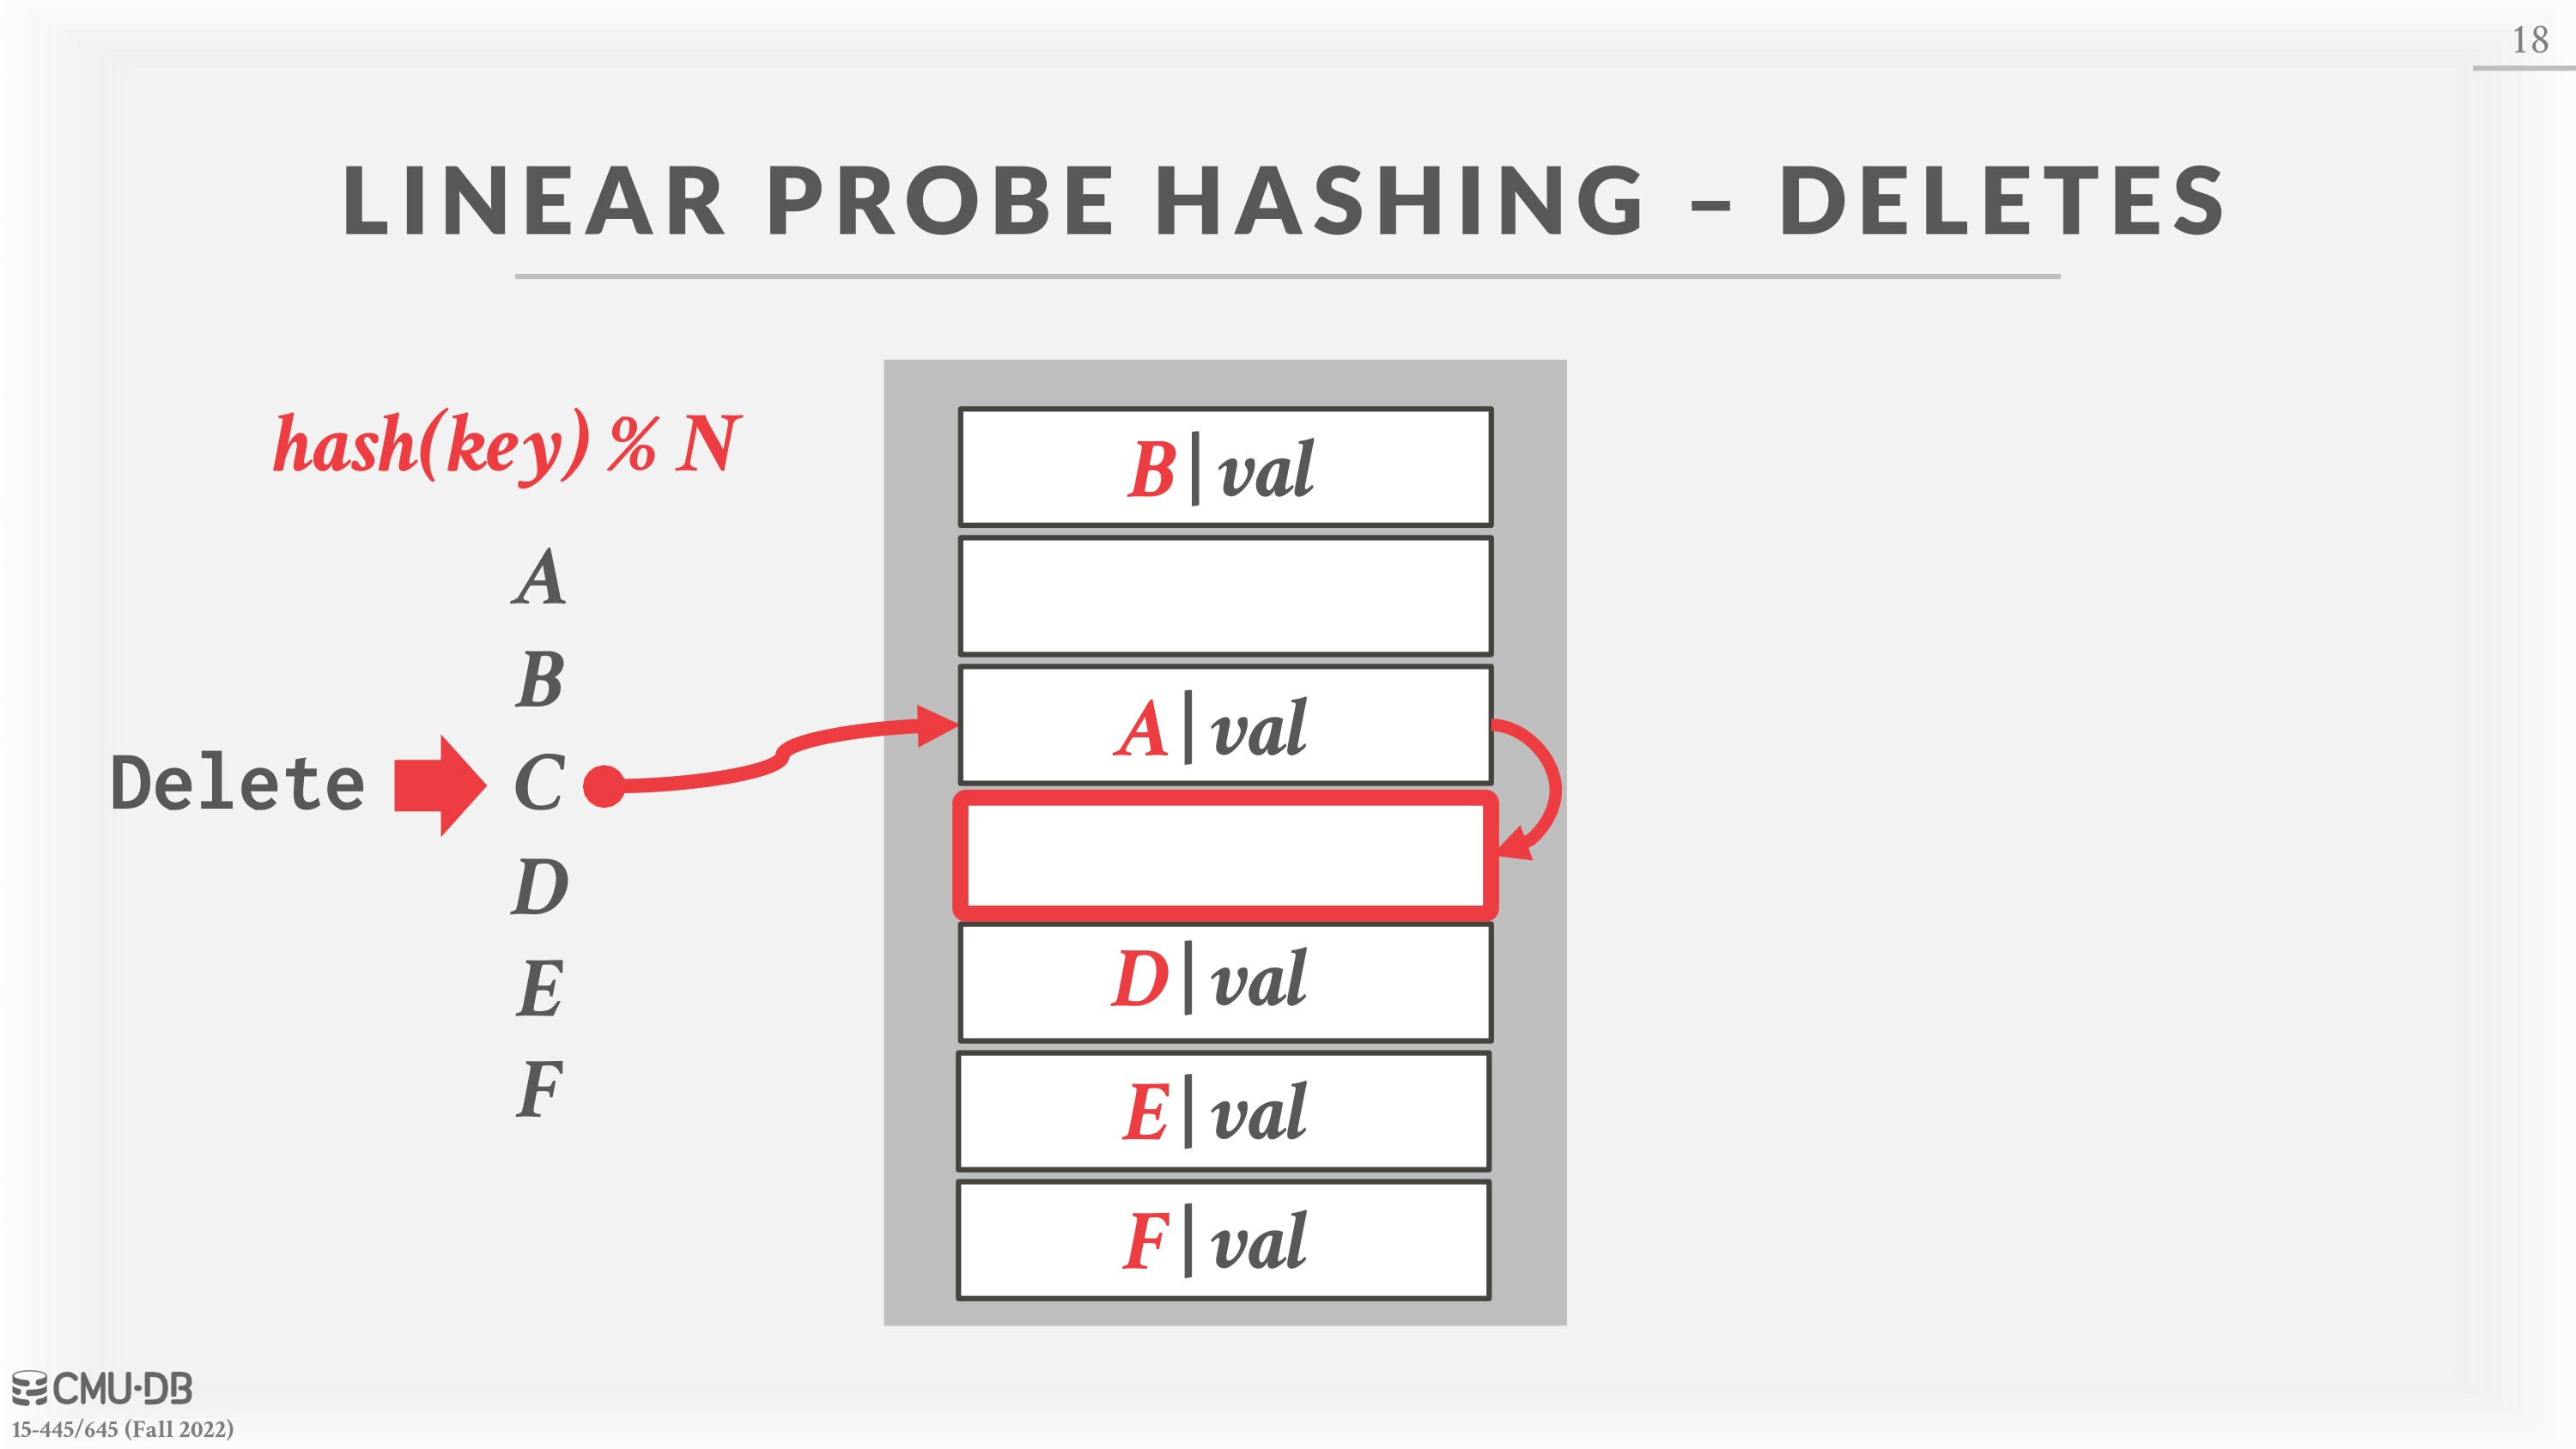 18
LINEAR PROBE HASHING – DELETES
hash(key) % N
A
B
Delete C
D
E
F
B|val
A|val
D|val
E|val
F|val
CMU·DB
15-445/645 (Fall 2022)